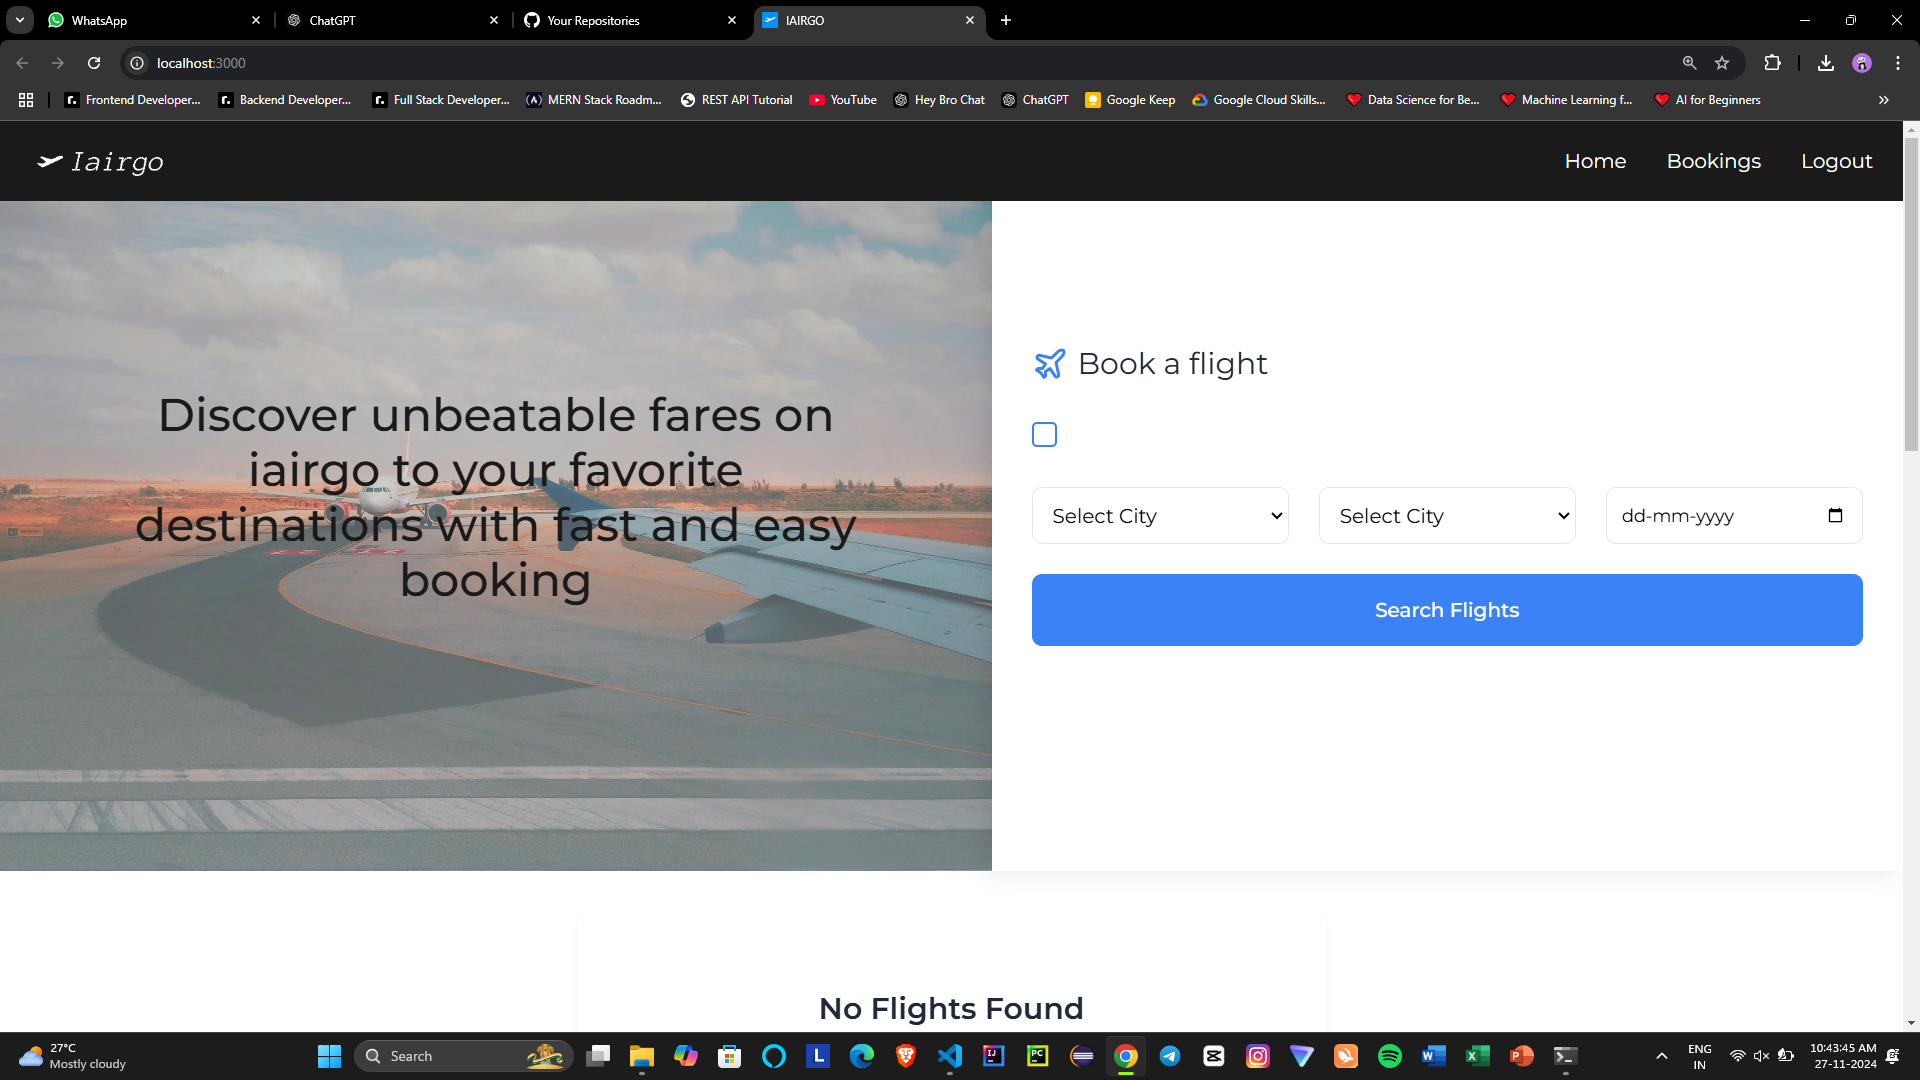 WhatsApp
ChatGPT
Your Repositories
IAIRGO
localhost:3000
Frontend Developer...
Backend Developer...
Full Stack Develop...
MERN Stack Roadm...
REST API Tutorial
YouTube
Hey Bro Chat
ChatGPT
Google Keep
Google Cloud Skills...
Data Science for Be...
Machine Learning f...
AI for Beginners
Iairgo
Home
Bookings
Logout
Discover unbeatable fares on
iairgo to your favorite
destinations with fast and easy
booking
Book a flight
Select City
Select City
dd-mm-yyyy
Search Flights
No Flights Found
27°C
Mostly cloudy
Search
ENG
IN
10:43:45 AM
27-11-2024